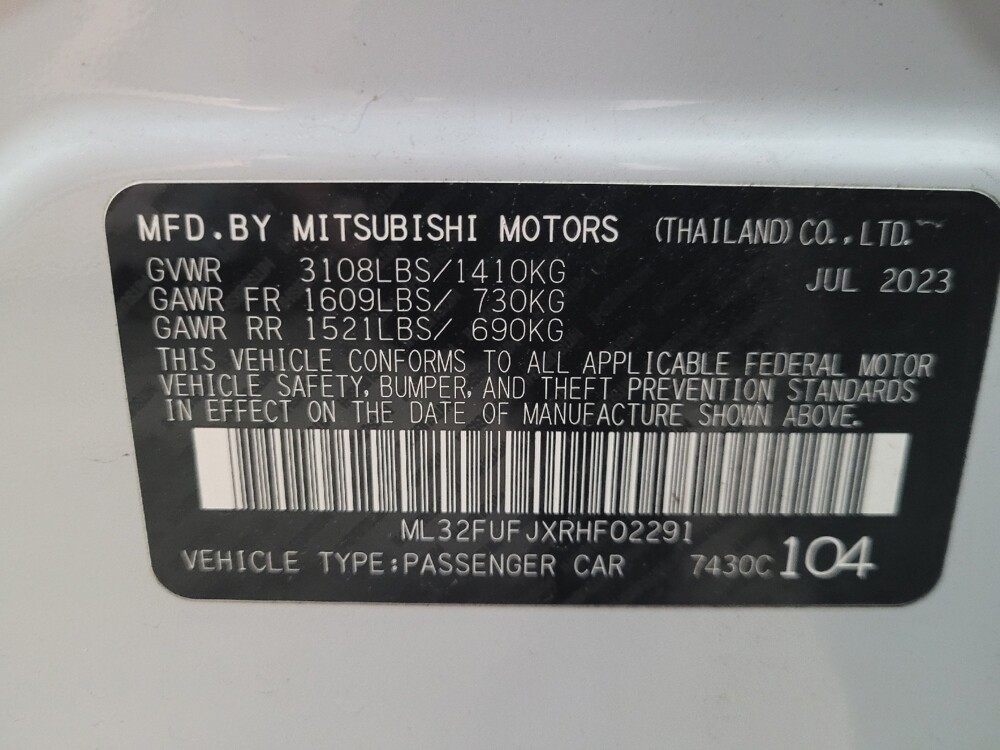 MFD.BY MITSUBISHI MOTORS (THAILAND) CO.,LTD.
JUL 2023
GVWR 3108LBS/1410KG
GAWR FR 1609LBS/ 730KG
GAWR RR 1521LBS/ 690KG
THIS VEHICLE CONFORMS TO ALL APPLICABLE FEDERAL MOTOR
VEHICLE SAFETY, BUMPER, AND THEFT PREVENTION STANDARDS
IN EFFECT ON THE DATE OF MANUFACTURE SHOWN ABOVE.
ML32FUFJXRHF02291
VEHICLE TYPE:PASSENGER CAR 7430C 104